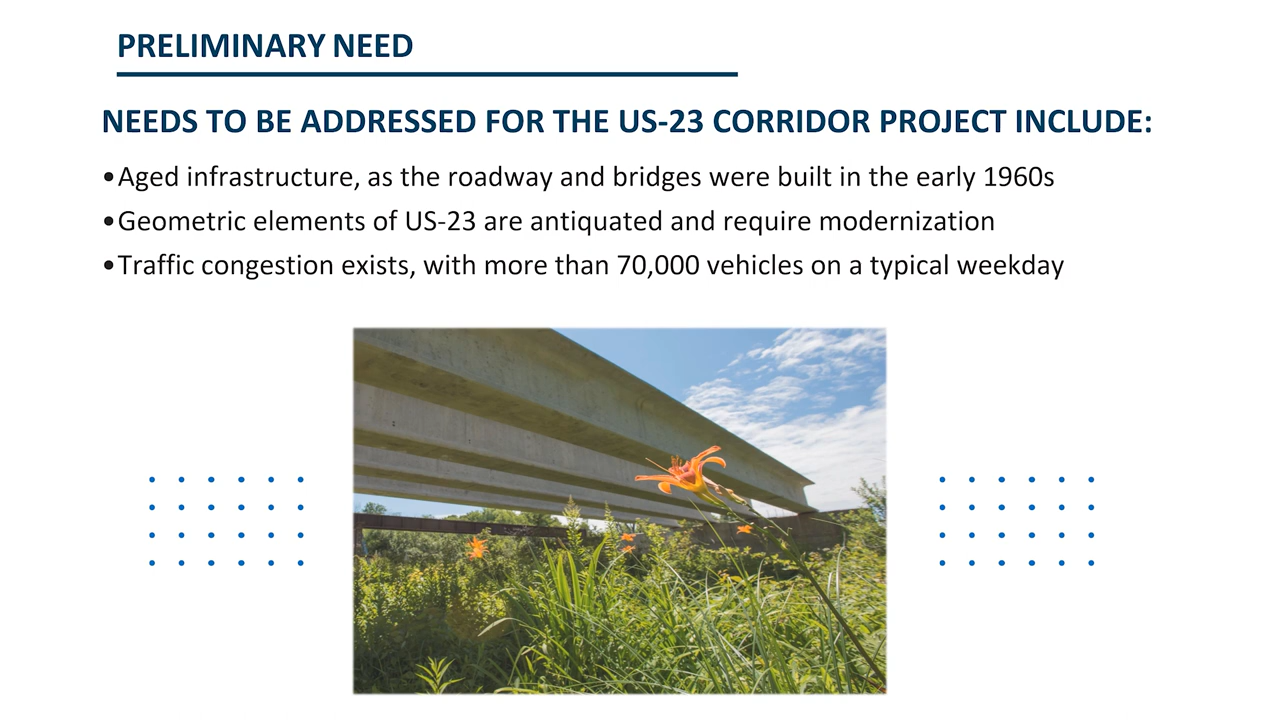 PRELIMINARY NEED
NEEDS TO BE ADDRESSED FOR THE US-23 CORRIDOR PROJECT INCLUDE:
•Aged infrastructure, as the roadway and bridges were built in the early 1960s
•Geometric elements of US-23 are antiquated and require modernization
•Traffic congestion exists, with more than 70,000 vehicles on a typical weekday